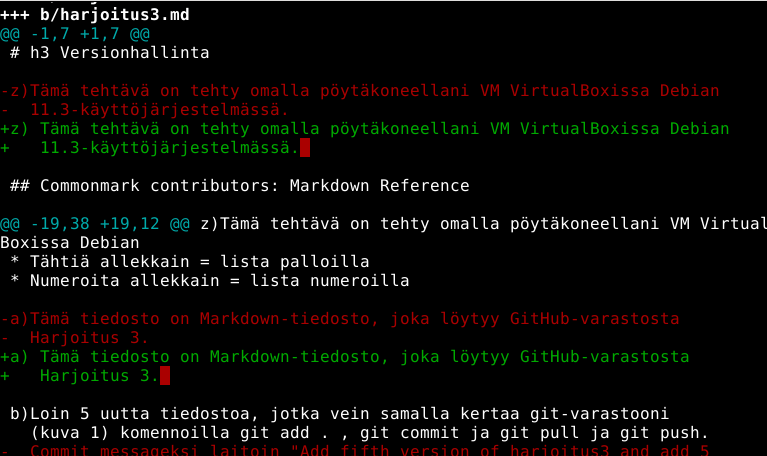 +++ b/harjoitus3.md
@@ -1,7 +1,7 @@
# h3 Versionhallinta
-z)Tämä tehtävä on tehty omalla pöytäkoneellani VM VirtualBoxissa Debian
-  11.3-käyttöjärjestelmässä.
+z) Tämä tehtävä on tehty omalla pöytäkoneellani VM VirtualBoxissa Debian
+   11.3-käyttöjärjestelmässä.
## Commonmark contributors: Markdown Reference
@@ -19,38 +19,12 @@ z)Tämä tehtävä on tehty omalla pöytäkoneellani VM Virtual
Boxissa Debian
* Tähtiä allekkain = lista palloilla
* Numeroita allekkain = lista numeroilla
-a)Tämä tiedosto on Markdown-tiedosto, joka löytyy GitHub-varastosta
-  Harjoitus 3.
+a) Tämä tiedosto on Markdown-tiedosto, joka löytyy GitHub-varastosta
+   Harjoitus 3.
b)Loin 5 uutta tiedostoa, jotka vein samalla kertaa git-varastooni
(kuva 1) komennoilla git add . , git commit ja git pull ja git push.
-  Commit messageksi laitoin "Add fifth version of harjoitus3 and add 5